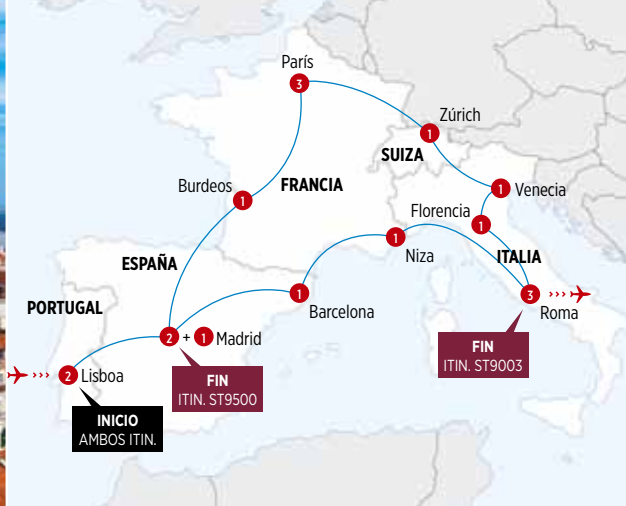 París
3
Zúrich
1
SUIZA
Burdeos
1
FRANCIA
1
Venecia
Florencia
1
1
Niza
ITALIA
ESPAÑA
1
Barcelona
3
Roma
PORTUGAL
2 + 1 Madrid
FIN
ITIN. ST9003
2 Lisboa
FIN
ITIN. ST9500
INICIO
AMBOS ITIN.